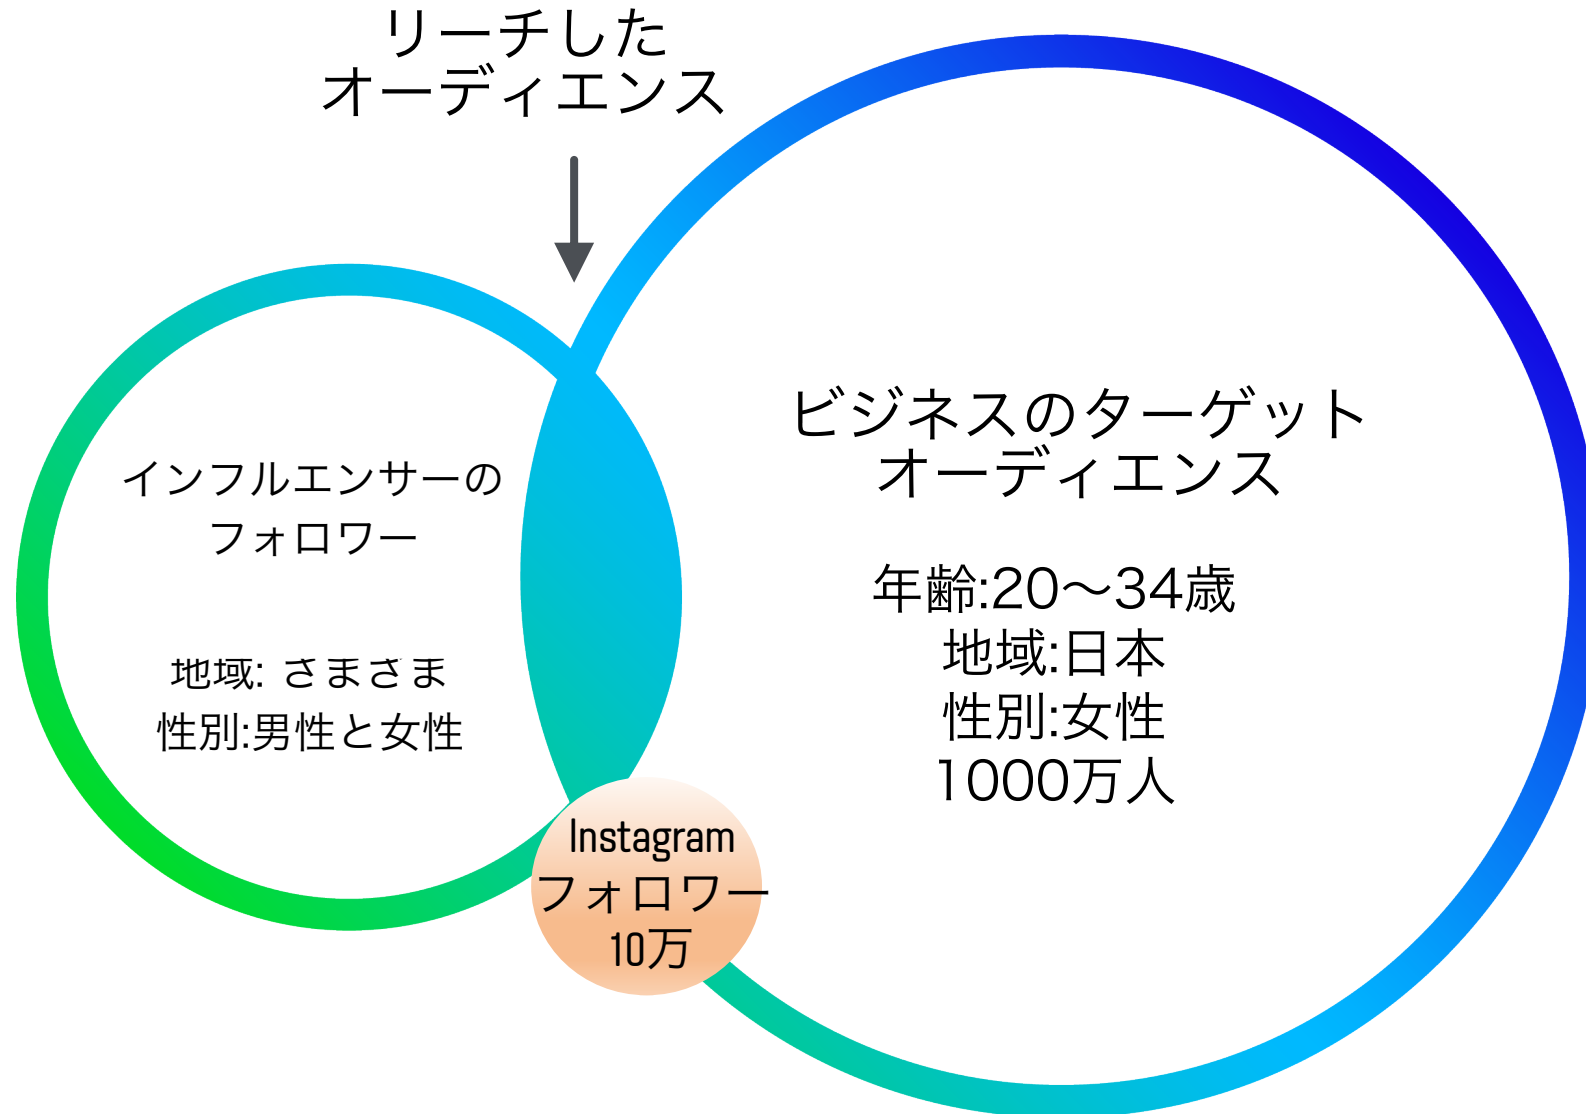 リーチした
オーディエンス
インフルエンサーの
フォロワー
地域: さまざま
性別:男性と女性
ビジネスのターゲット
オーディエンス
年齢:20〜34歳
地域:日本
性別:女性
1000万人
Instagram
フォロワー
10万